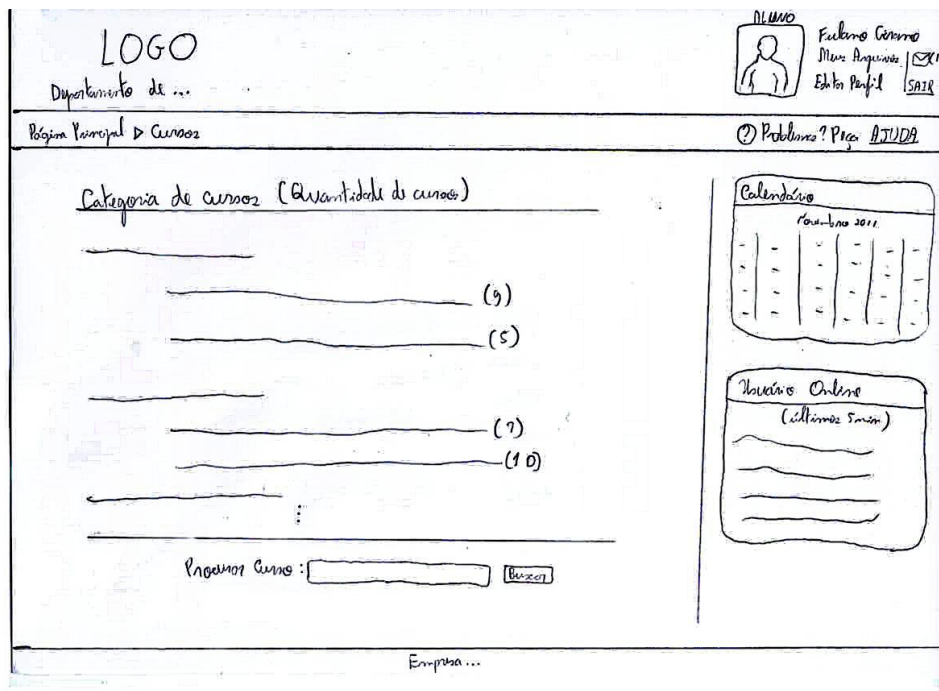 LOGO
Departamento de ...
ALUNO
Fulano Cicrano
Meus Arquivos
Editar Perfil
SAIR
Página Principal ▷ Cursos
? Problemas? Peça AJUDA
Categoria de cursos (Quantidade de cursos)
(9)
(5)
(7)
(10)
Procurar Curso :
Buscar
Calendário
Novembro 2011
Usuário Online
(últimos 5 min)
Empresa...